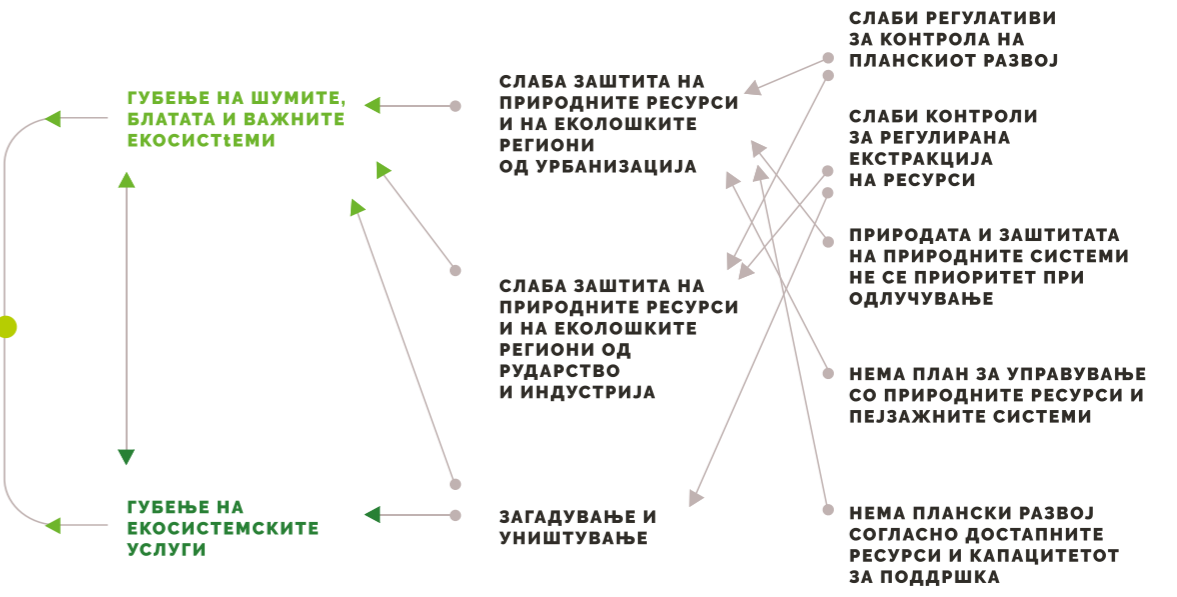 ГУБЕЊЕ НА ШУМИТЕ,
БЛАТАТА И ВАЖНИТЕ
ЕКОСИСТtЕМИ
ГУБЕЊЕ НА
ЕКОСИСТЕМСКИТЕ
УСЛУГИ
СЛАБА ЗАШТИТА НА
ПРИРОДНИТЕ РЕСУРСИ
И НА ЕКОЛОШКИТЕ
РЕГИОНИ
ОД УРБАНИЗАЦИЈА
СЛАБА ЗАШТИТА НА
ПРИРОДНИТЕ РЕСУРСИ
И НА ЕКОЛОШКИТЕ
РЕГИОНИ ОД
РУДАРСТВО
И ИНДУСТРИЈА
ЗАГАДУВАЊЕ И
УНИШТУВАЊЕ
СЛАБИ РЕГУЛАТИВИ
ЗА КОНТРОЛА НА
ПЛАНСКИОТ РАЗВОЈ
СЛАБИ КОНТРОЛИ
ЗА РЕГУЛИРАНА
ЕКСТРАКЦИЈА
НА РЕСУРСИ
ПРИРОДАТА И ЗАШТИТАТА
НА ПРИРОДНИТЕ СИСТЕМИ
НЕ СЕ ПРИОРИТЕТ ПРИ
ОДЛУЧУВАЊЕ
НЕМА ПЛАН ЗА УПРАВУВАЊЕ
СО ПРИРОДНИТЕ РЕСУРСИ И
ПЕЈЗАЖНИТЕ СИСТЕМИ
НЕМА ПЛАНСКИ РАЗВОЈ
СОГЛАСНО ДОСТАПНИТЕ
РЕСУРСИ И КАПАЦИТЕТОТ
ЗА ПОДДРШКА